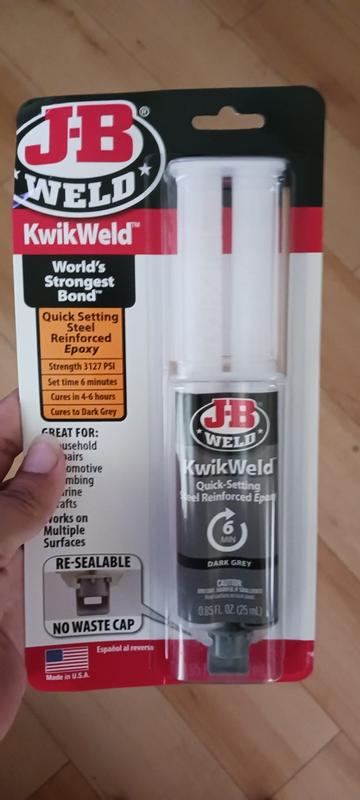 J-B
WELD
®
KwikWeld™
World's
Strongest
Bond™
Quick Setting
Steel
Reinforced
Epoxy
Strength 3127 PSI
Set time 6 minutes
Cures in 4-6 hours
Cures to Dark Grey
GREAT FOR:
Works on
Multiple
Surfaces
RE-SEALABLE
NO WASTE CAP
Made in U.S.A.
Español al reverso
J-B
WELD
KwikWeld™
Quick-Setting
Steel Reinforced Epoxy
6
MIN
DARK GREY
CAUTION:
0.85 FL. OZ. (25 mL)